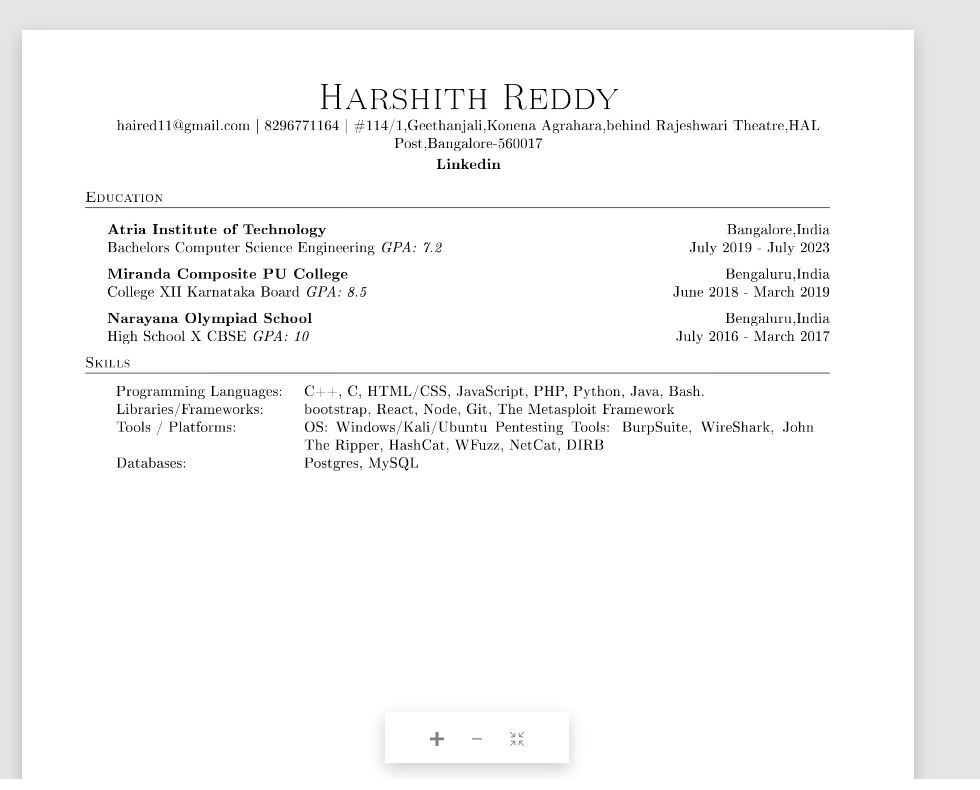 HARSHITH REDDY
haired11@gmail.com | 8296771164 | #114/1,Geethanjali,Konena Agrahara,behind Rajeshwari Theatre,HAL
Post,Bangalore-560017
Linkedin
EDUCATION
Atria Institute of Technology Bangalore,India
Bachelors Computer Science Engineering GPA: 7.2 July 2019 - July 2023
Miranda Composite PU College Bengaluru,India
College XII Karnataka Board GPA: 8.5 June 2018 - March 2019
Narayana Olympiad School Bengaluru,India
High School X CBSE GPA: 10 July 2016 - March 2017
SKILLS
Programming Languages: C++, C, HTML/CSS, JavaScript, PHP, Python, Java, Bash.
Libraries/Frameworks: bootstrap, React, Node, Git, The Metasploit Framework
Tools / Platforms: OS: Windows/Kali/Ubuntu Pentesting Tools: BurpSuite, WireShark, John
The Ripper, HashCat, WFuzz, NetCat, DIRB
Databases: Postgres, MySQL